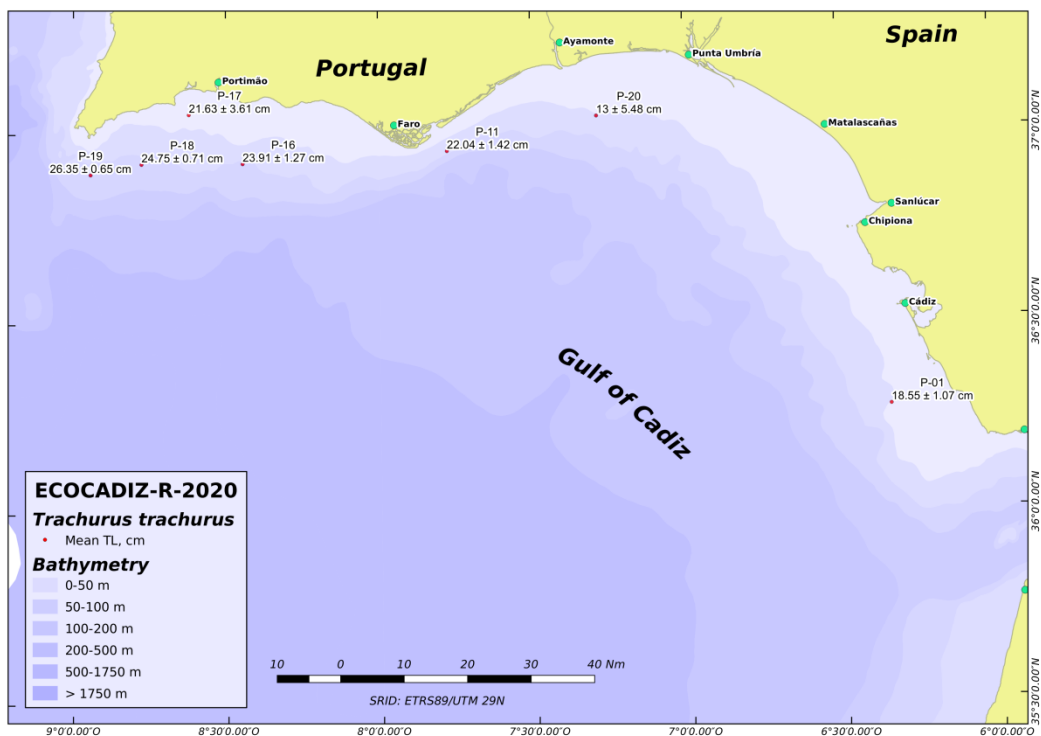 Spain
Ayamonte
Punta Umbría
Portugal
Portimão
P-17
21.63 ± 3.61 cm
P-20
13 ± 5.48 cm
Faro
Matalascañas
P-11
22.04 ± 1.42 cm
P-18
24.75 ± 0.71 cm
P-16
23.91 ± 1.27 cm
P-19
26.35 ± 0.65 cm
Sanlúcar
Chipiona
Cádiz
Gulf of Cadiz
P-01
18.55 ± 1.07 cm
37°0'0.00"N
36°30'0.00"N
36°0'0.00"N
35°30'0.00"N
ECOCADIZ-R-2020
Trachurus trachurus
Mean TL, cm
Bathymetry
0-50 m
50-100 m
100-200 m
200-500 m
500-1750 m
> 1750 m
10 0 10 20 30 40 Nm
SRID: ETRS89/UTM 29N
9°0'0.00"O 8°30'0.00"O 8°0'0.00"O 7°30'0.00"O 7°0'0.00"O 6°30'0.00"O 6°0'0.00"O